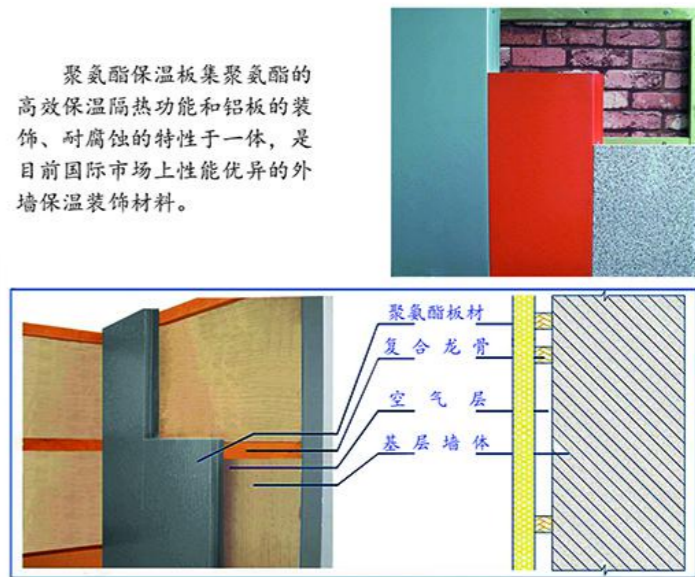 聚氨酯保温板集聚氨酯的
高效保温隔热功能和铝板的装
饰、耐腐蚀的特性于一体，是
目前国际市场上性能优异的外
墙保温装饰材料。
聚氨酯板材
复合龙骨
空气层
基层墙体